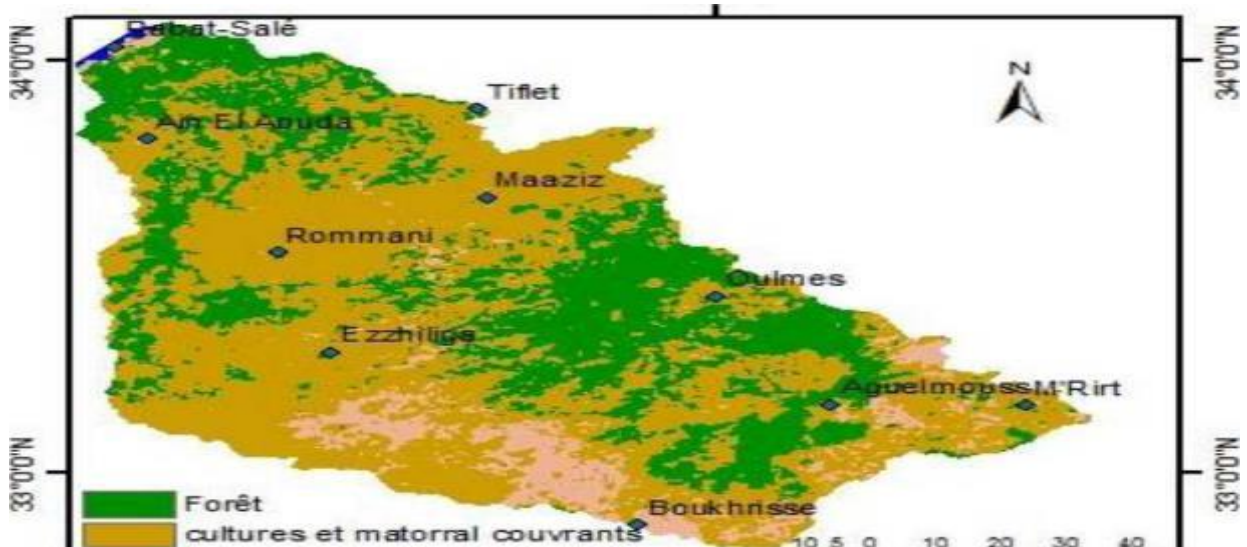 Rabat-Salé
34°0'0"N
34°0'0"N
N
Tiflet
Ain El Aouda
Maaziz
Rommani
Oulmes
Ezzhiliga
Aguelmouss
M'Rirt
33°0'0"N
33°0'0"N
Forêt
Boukhrisse
cultures et matorral couvrants
10 5 0 10 20 30 40